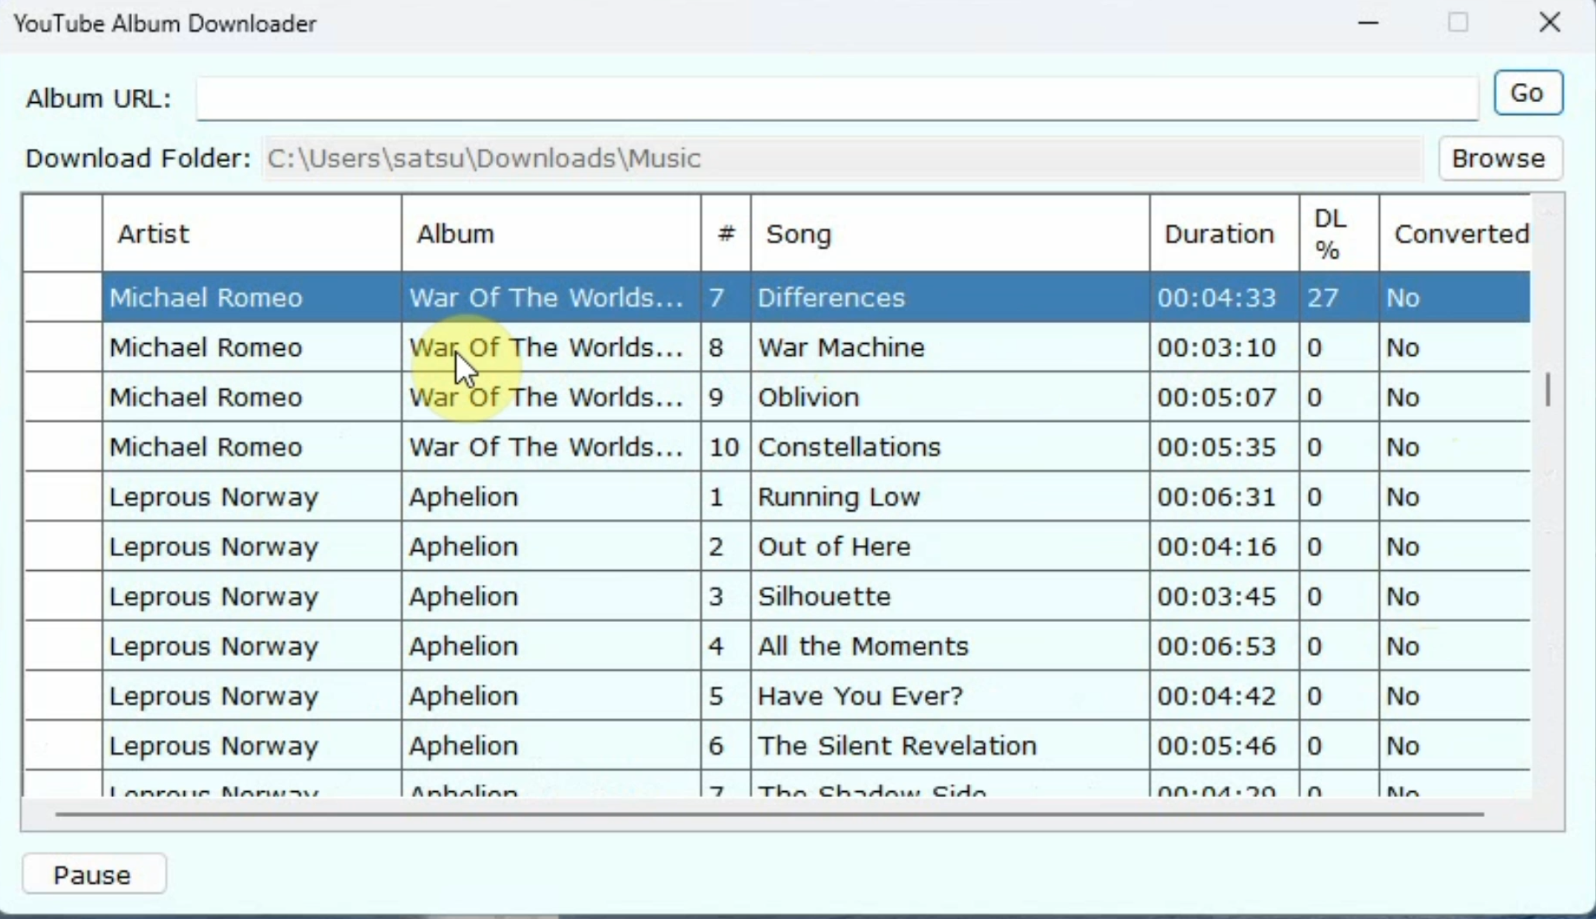 YouTube Album Downloader
Album URL: Go
Download Folder: C:\Users\satsu\Downloads\Music Browse
Artist Album # Song Duration DL % Converted
Michael Romeo War Of The Worlds... 7 Differences 00:04:33 27 No
Michael Romeo War Of The Worlds... 8 War Machine 00:03:10 0 No
Michael Romeo War Of The Worlds... 9 Oblivion 00:05:07 0 No
Michael Romeo War Of The Worlds... 10 Constellations 00:05:35 0 No
Leprous Norway Aphelion 1 Running Low 00:06:31 0 No
Leprous Norway Aphelion 2 Out of Here 00:04:16 0 No
Leprous Norway Aphelion 3 Silhouette 00:03:45 0 No
Leprous Norway Aphelion 4 All the Moments 00:06:53 0 No
Leprous Norway Aphelion 5 Have You Ever? 00:04:42 0 No
Leprous Norway Aphelion 6 The Silent Revelation 00:05:46 0 No
Leprous Norway Aphelion 7 The Shadow Side 00:04:29 0 No
Pause